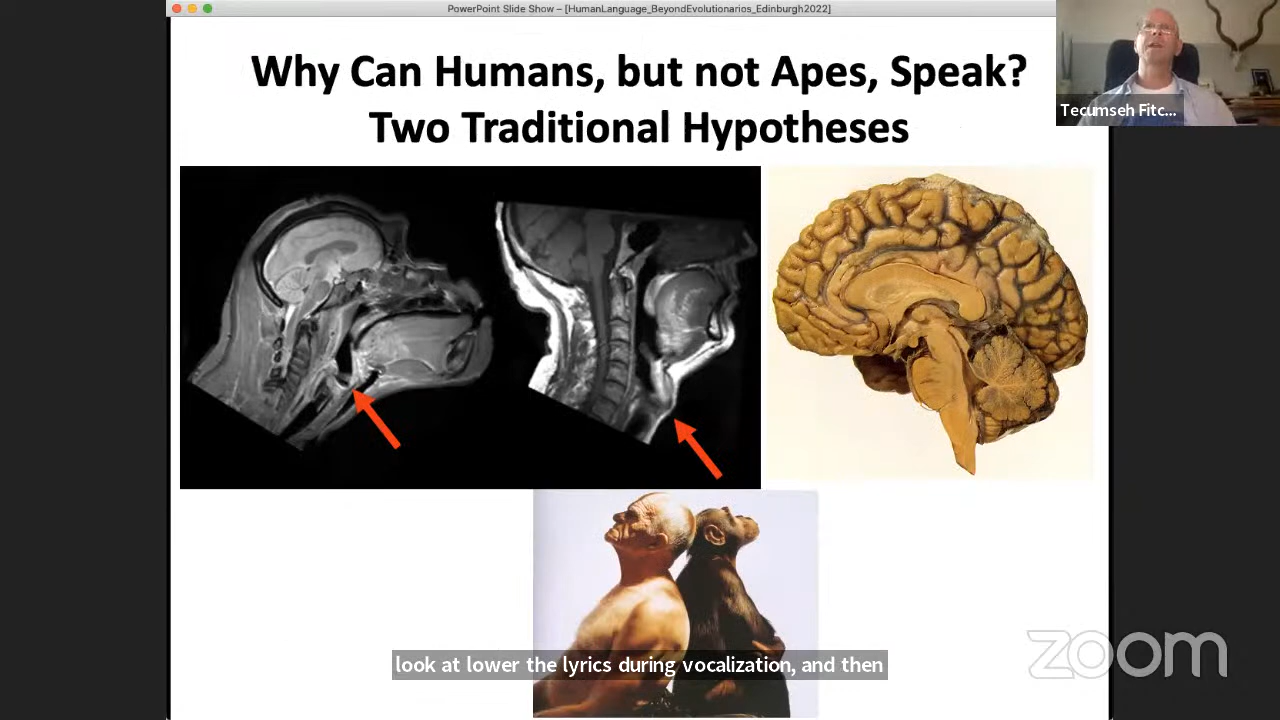 PowerPoint Slide Show – [HumanLanguage_BeyondEvolutionarios_Edinburgh2022]
Why Can Humans, but not Apes, Speak?
Two Traditional Hypotheses
Tecumseh Fitc...
look at lower the lyrics during vocalization, and then
zoom